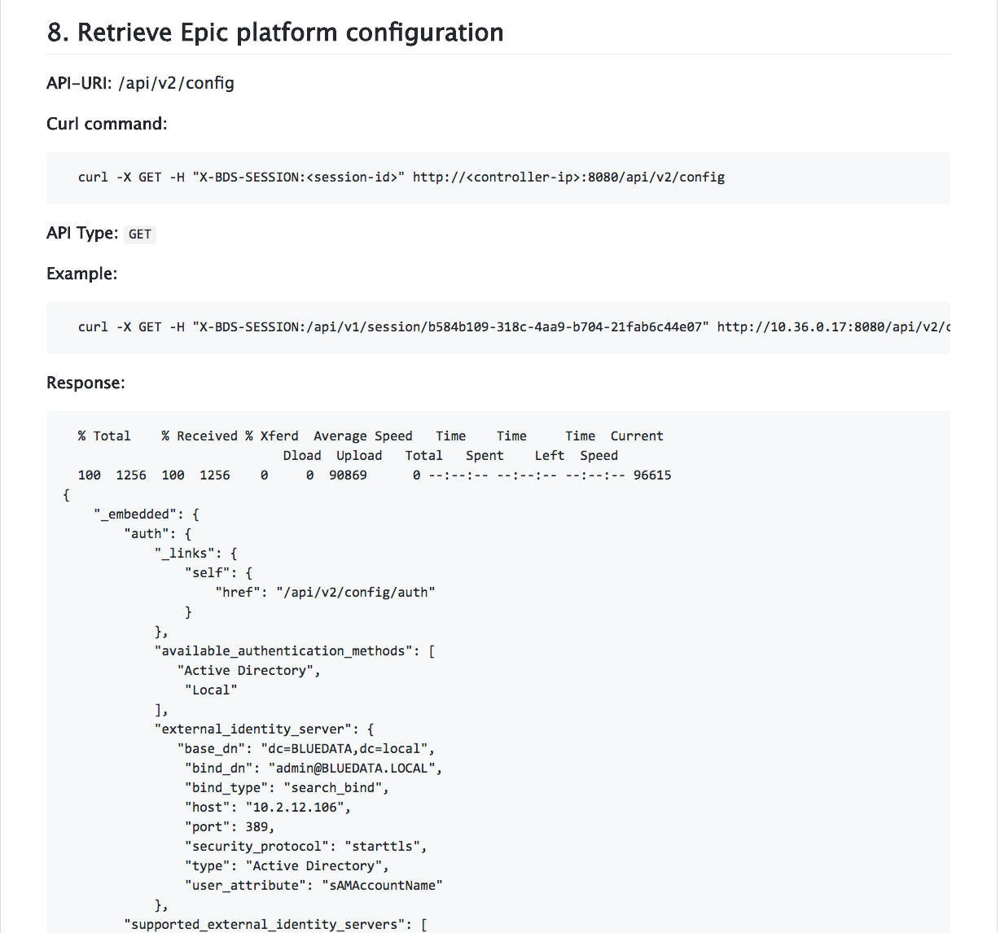 8. Retrieve Epic platform configuration
API-URI: /api/v2/config
Curl command:
curl -X GET -H "X-BDS-SESSION:<session-id>" http://<controller-ip>:8080/api/v2/config
API Type: GET
Example:
curl -X GET -H "X-BDS-SESSION:/api/v1/session/b584b109-318c-4aa9-b704-21fab6c44e07" http://10.36.0.17:8080/api/v2/c
Response:
% Total    % Received % Xferd  Average Speed   Time    Time     Time  Current
Dload  Upload   Total   Spent    Left  Speed
100  1256  100  1256    0     0  90869      0 --:--:-- --:--:-- --:--:-- 96615
{
"_embedded": {
"auth": {
"_links": {
"self": {
"href": "/api/v2/config/auth"
}
},
"available_authentication_methods": [
"Active Directory",
"Local"
],
"external_identity_server": {
"base_dn": "dc=BLUEDATA,dc=local",
"bind_dn": "admin@BLUEDATA.LOCAL",
"bind_type": "search_bind",
"host": "10.2.12.106",
"port": 389,
"security_protocol": "starttls",
"type": "Active Directory",
"user_attribute": "sAMAccountName"
},
"supported_external_identity_servers": [